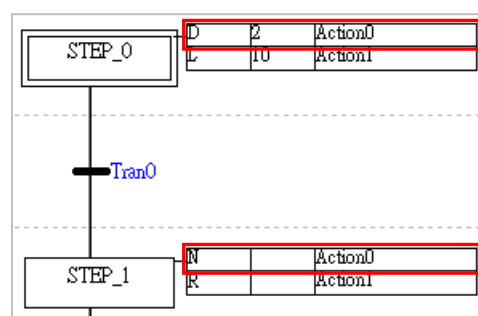 STEP_0 D 2 Action0
L 10 Action1
Tran0
N Action0
STEP_1 R Action1